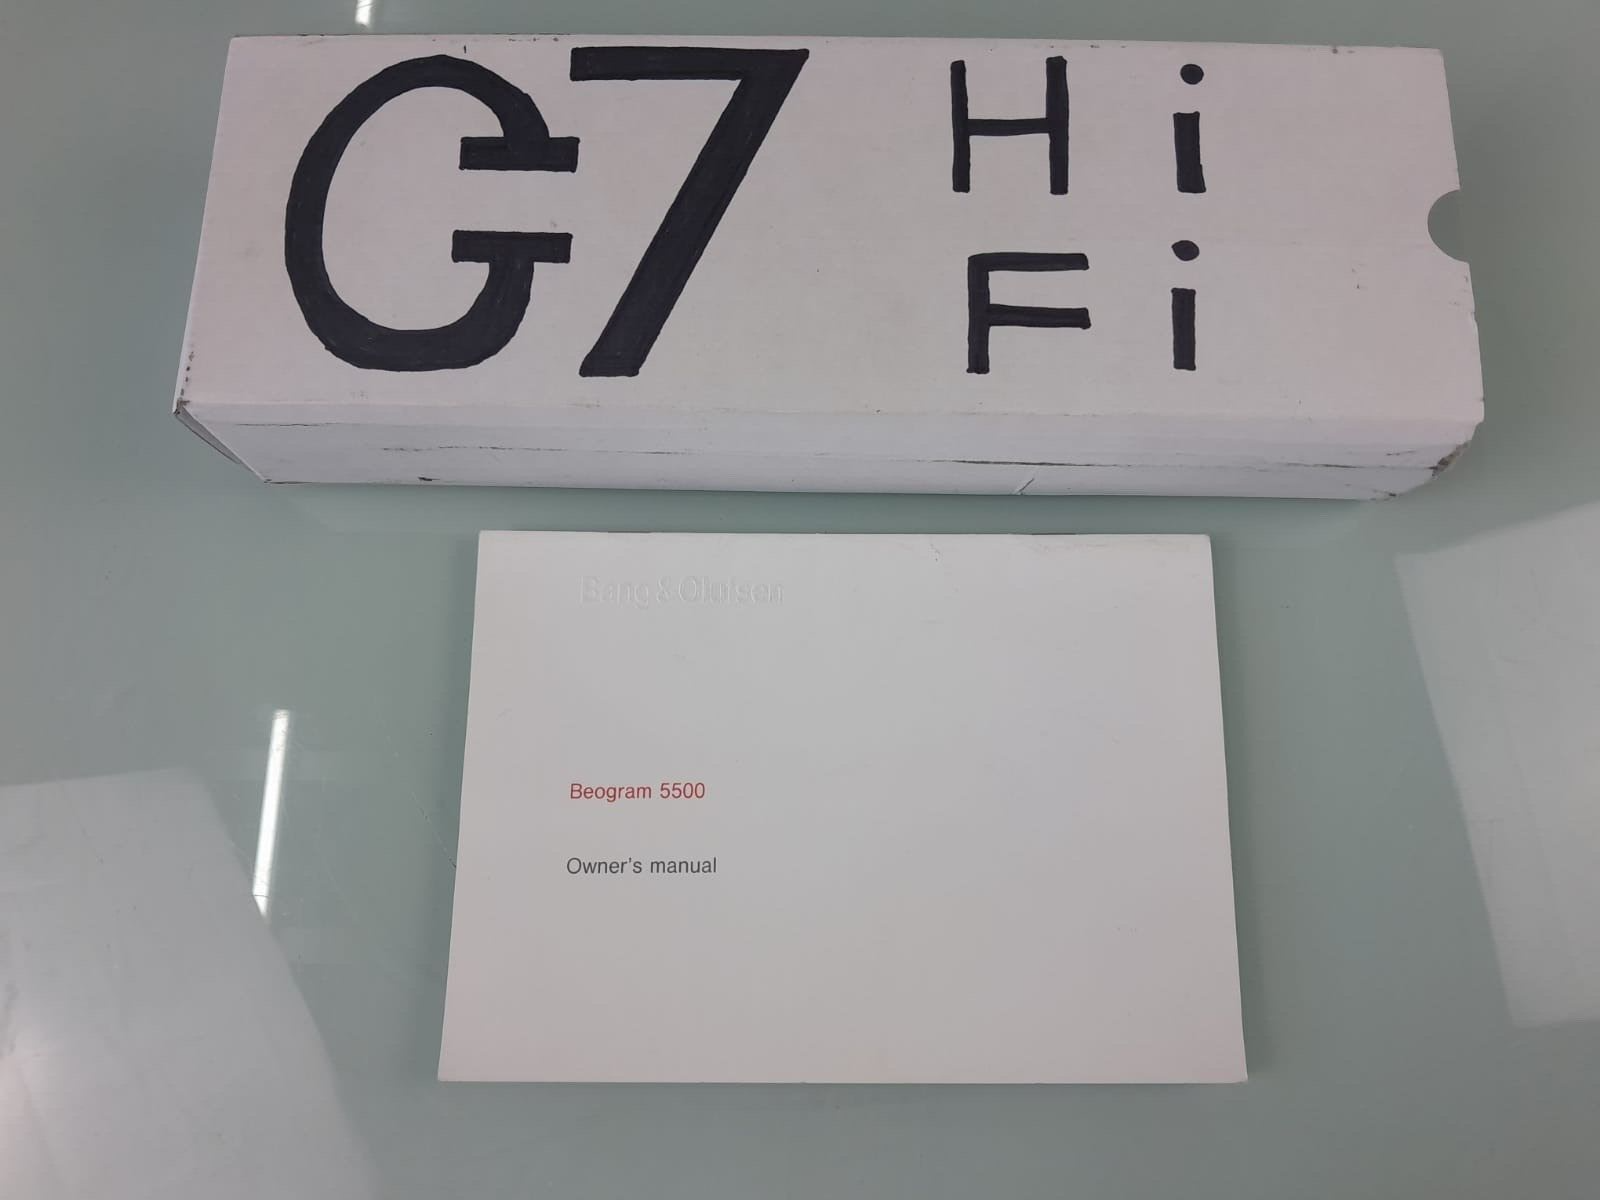 G7 Hi
Fi
Bang & Olufsen
Beogram 5500
Owner's manual